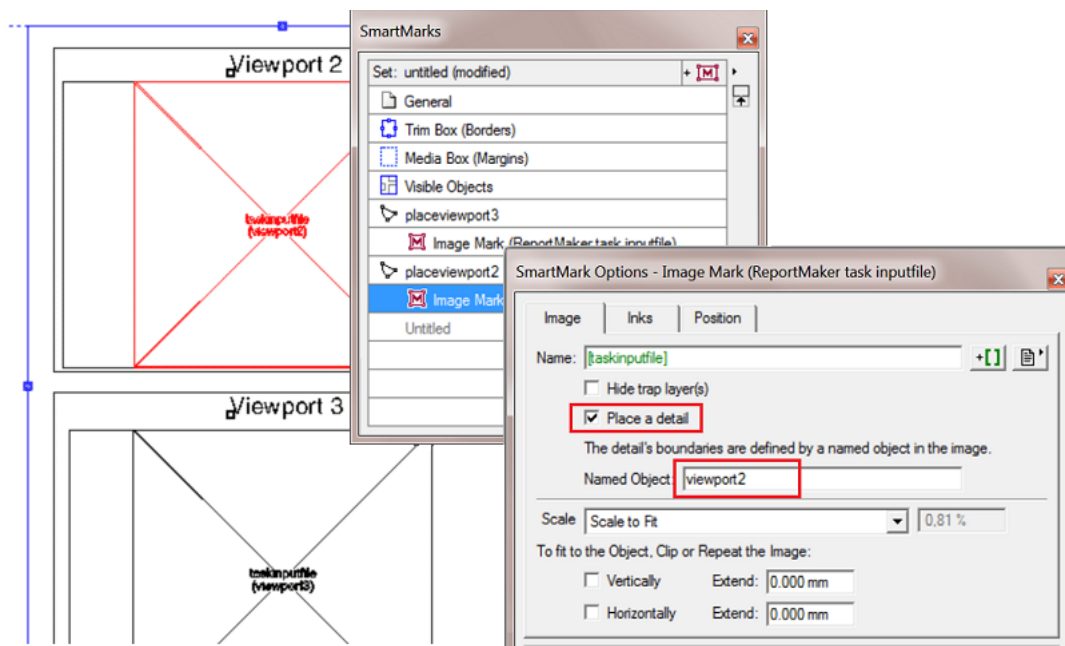 Viewport 2
taskinputfile
(viewport2)
Viewport 3
taskinputfile
(viewport3)
SmartMarks
Set: untitled (modified)
General
Trim Box (Borders)
Media Box (Margins)
Visible Objects
placeviewport3
Image Mark (ReportMaker task inputfile)
placeviewport2
Image Mark
Untitled
SmartMark Options - Image Mark (ReportMaker task inputfile)
Image Inks Position
Name: [taskinputfile]
Hide trap layer(s)
Place a detail
The detail's boundaries are defined by a named object in the image.
Named Object: viewport2
Scale Scale to Fit 0,81 %
To fit to the Object, Clip or Repeat the Image:
Vertically Extend: 0.000 mm
Horizontally Extend: 0.000 mm